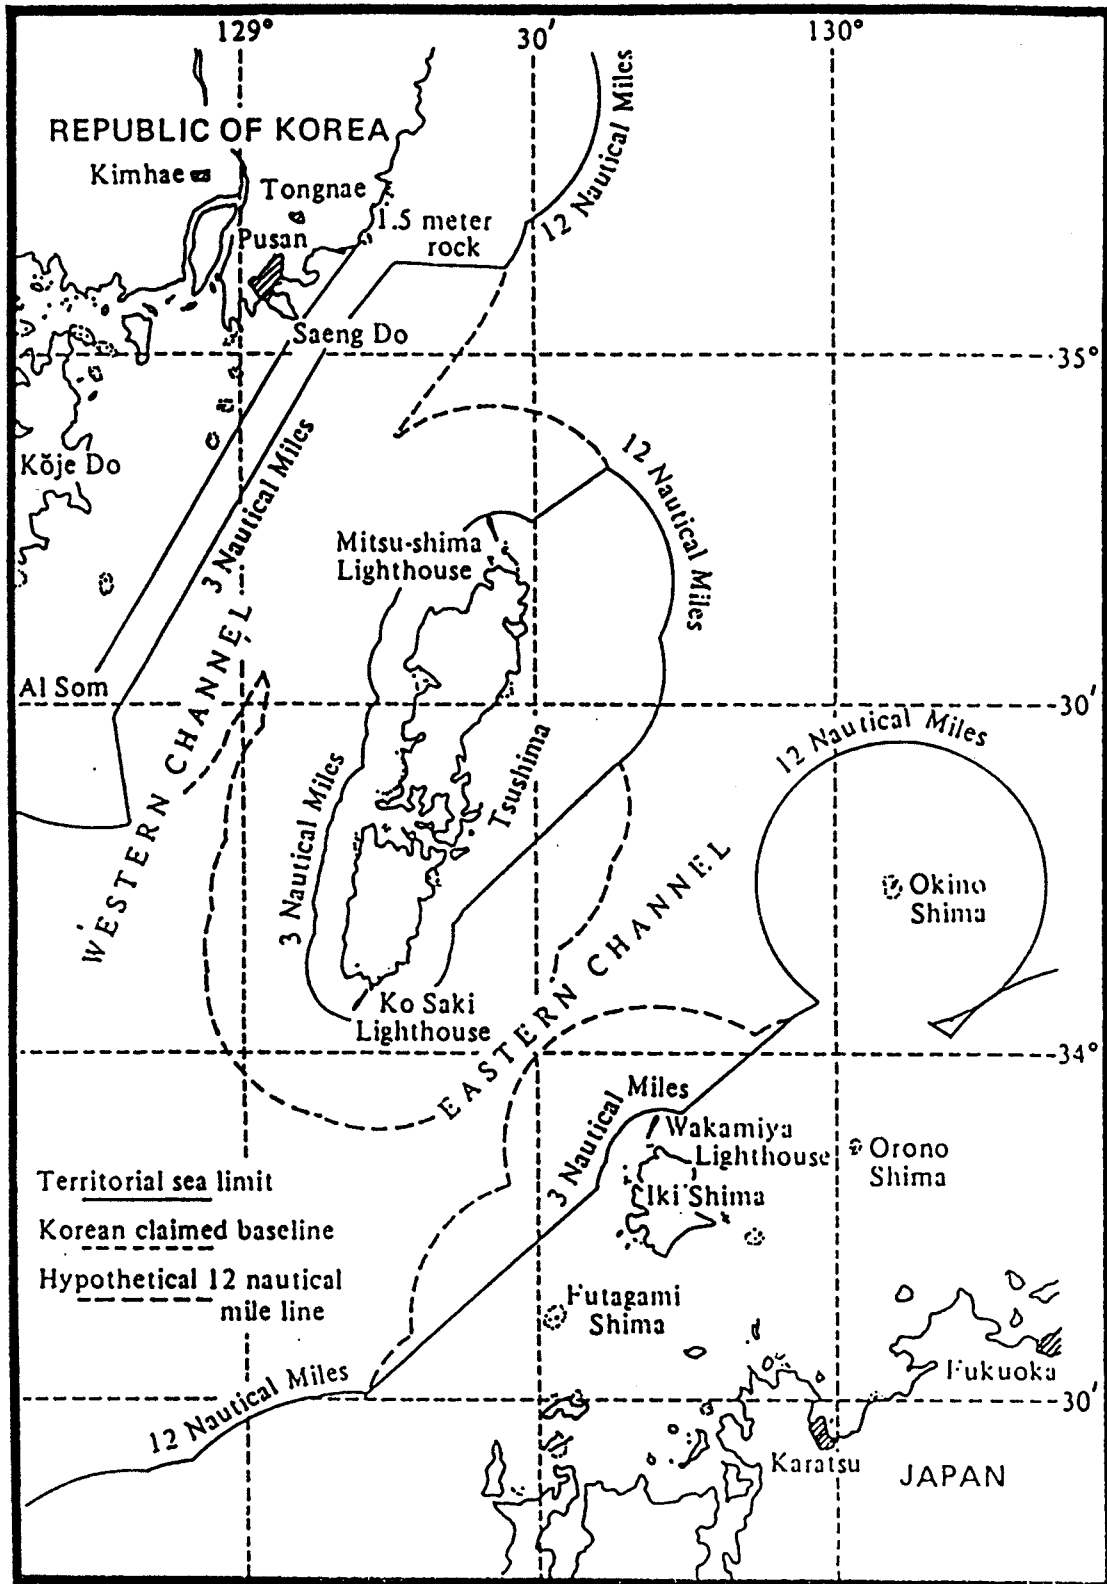 129°
30′
130°
REPUBLIC OF KOREA
Kimhae
Tongnae
Pusan
1.5 meter
rock
12 Nautical Miles
Saeng Do
35°
Kŏje Do
3 Nautical Miles
12 Nautical Miles
Mitsu-shima
Lighthouse
Al Som
30′
WESTERN CHANNEL
3 Nautical Miles
Tsushima
12 Nautical Miles
Okino
Shima
EASTERN CHANNEL
Ko Saki
Lighthouse
34°
3 Nautical Miles
Wakamiya
Lighthouse
Orono
Shima
Iki Shima
Territorial sea limit
Korean claimed baseline
Hypothetical 12 nautical
mile line
Futagami
Shima
12 Nautical Miles
Fukuoka
30′
Karatsu
JAPAN